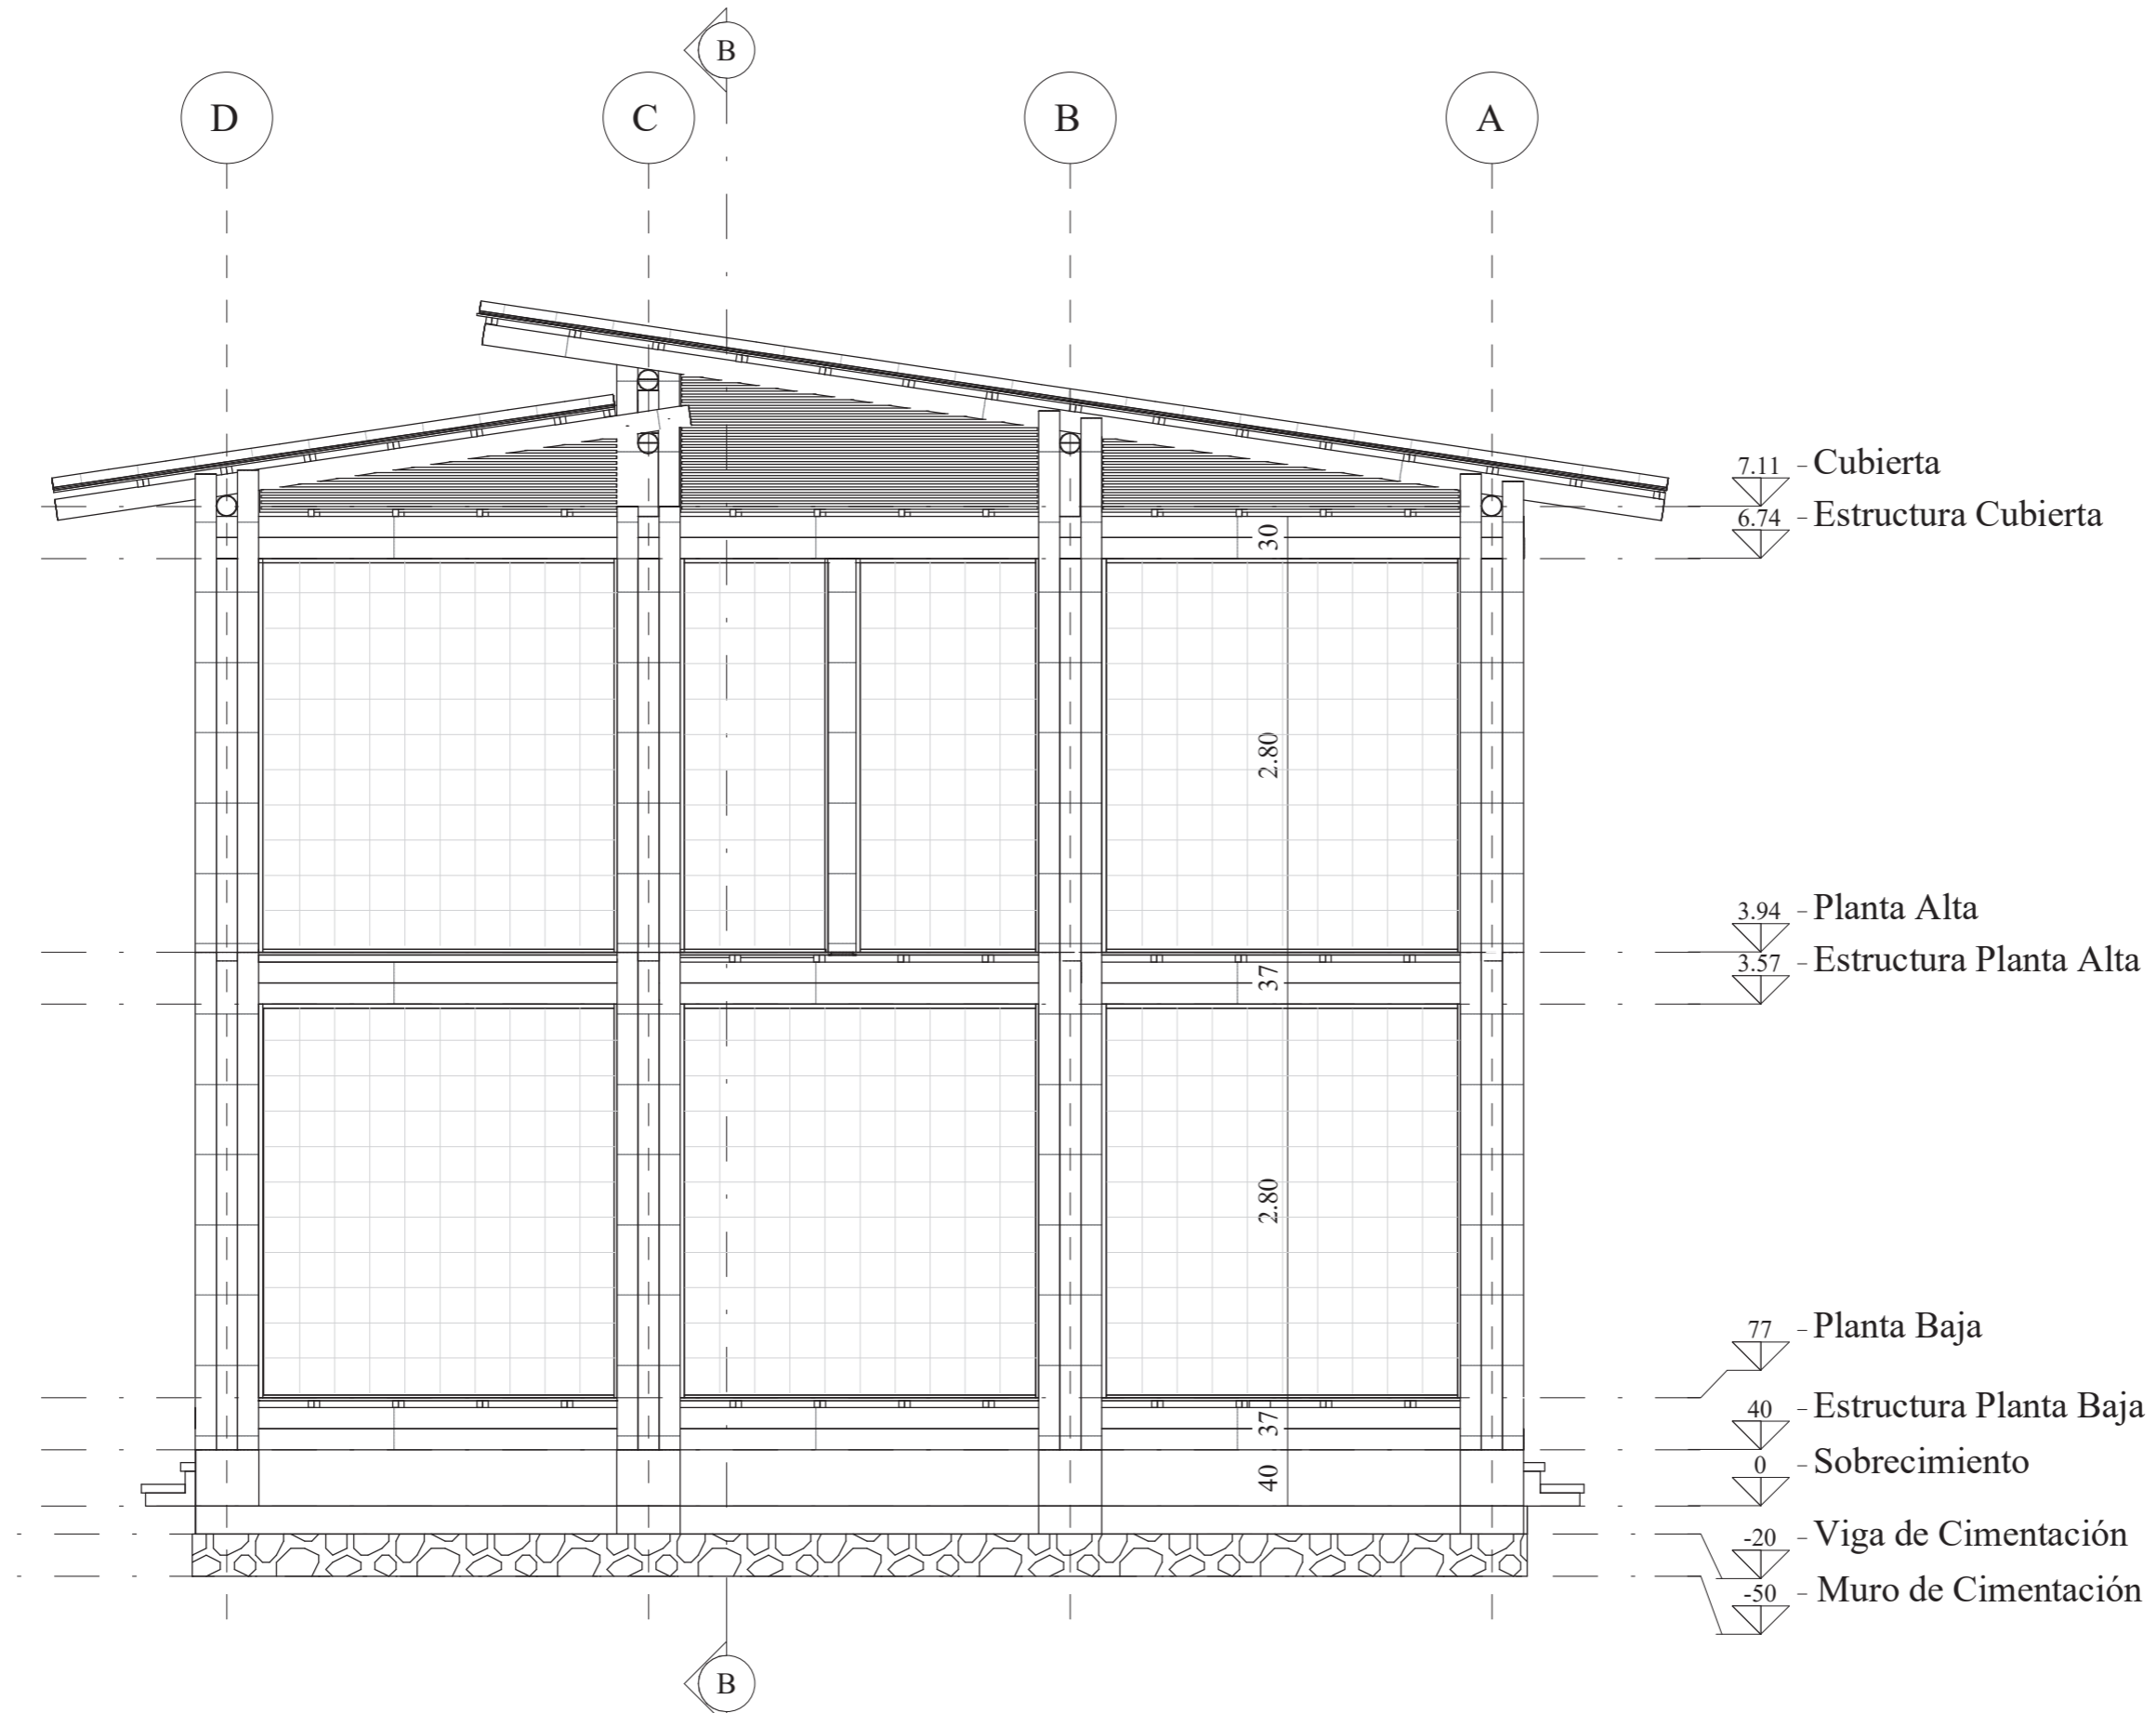 B
D
C
B
A
7.11
Cubierta
6.74
Estructura Cubierta
30
2.80
3.94
Planta Alta
3.57
Estructura Planta Alta
37
2.80
77
Planta Baja
40
Estructura Planta Baja
37
0
Sobrecimiento
40
-20
Viga de Cimentación
-50
Muro de Cimentación
B